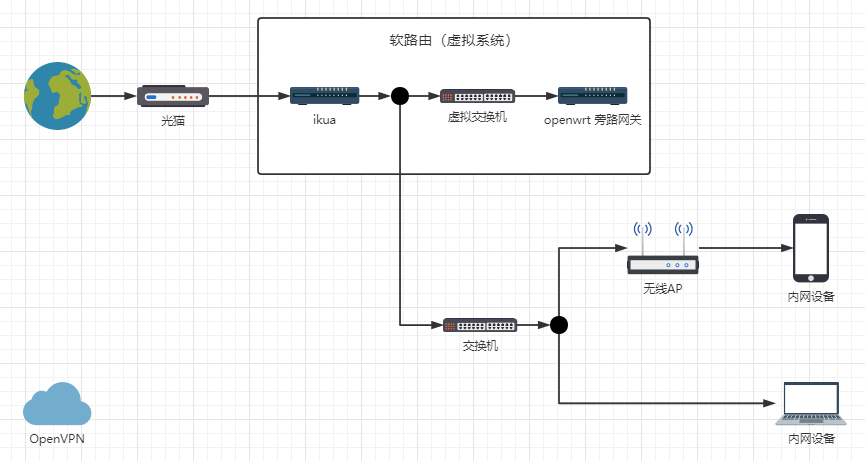 软路由（虚拟系统）
光猫
ikua
虚拟交换机
openwrt 旁路网关
无线AP
内网设备
交换机
OpenVPN
内网设备